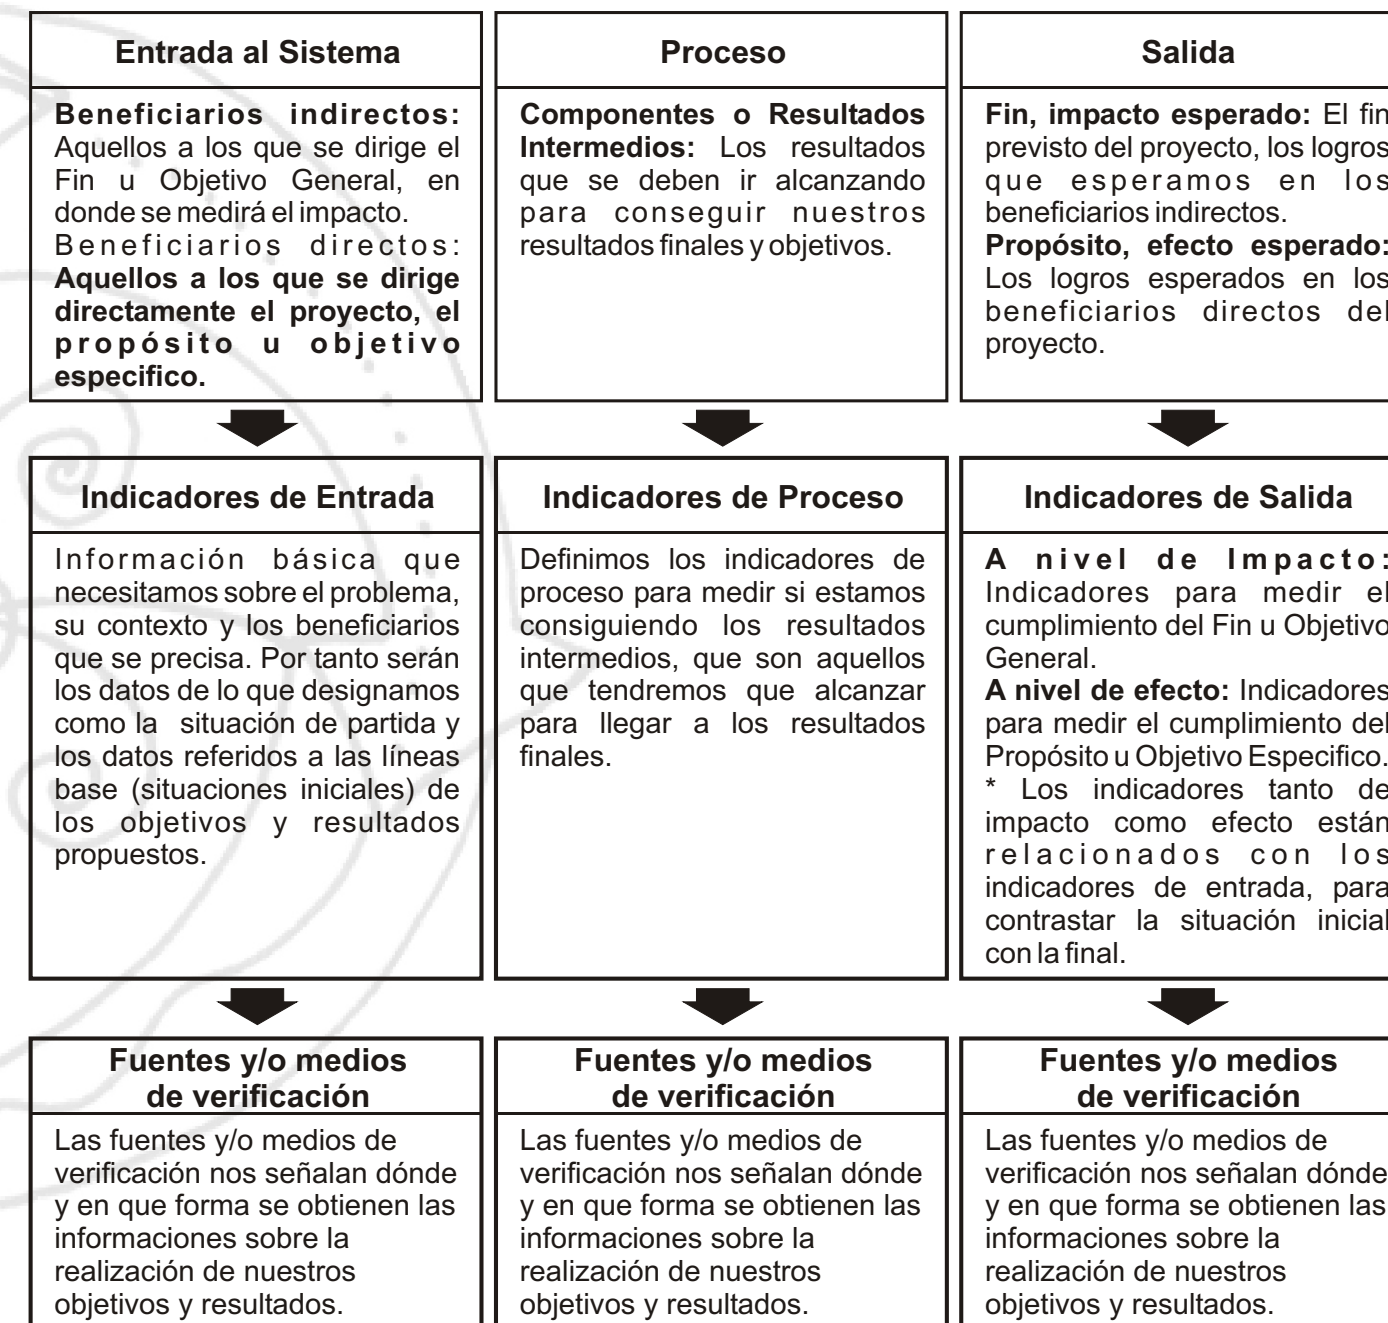 Entrada al Sistema
Beneficiarios indirectos:
Aquellos a los que se dirige el
Fin u Objetivo General, en
donde se medirá el impacto.
Beneficiarios directos:
Aquellos a los que se dirige
directamente el proyecto, el
propósito u objetivo
especifico.
Proceso
Componentes o Resultados
Intermedios: Los resultados
que se deben ir alcanzando
para conseguir nuestros
resultados finales y objetivos.
Salida
Fin, impacto esperado: El fin
previsto del proyecto, los logros
que esperamos en los
beneficiarios indirectos.
Propósito, efecto esperado:
Los logros esperados en los
beneficiarios directos del
proyecto.
Indicadores de Entrada
Información básica que
necesitamos sobre el problema,
su contexto y los beneficiarios
que se precisa. Por tanto serán
los datos de lo que designamos
como la situación de partida y
los datos referidos a las líneas
base (situaciones iniciales) de
los objetivos y resultados
propuestos.
Indicadores de Proceso
Definimos los indicadores de
proceso para medir si estamos
consiguiendo los resultados
intermedios, que son aquellos
que tendremos que alcanzar
para llegar a los resultados
finales.
Indicadores de Salida
A nivel de Impacto:
Indicadores para medir el
cumplimiento del Fin u Objetivo
General.
A nivel de efecto: Indicadores
para medir el cumplimiento del
Propósito u Objetivo Especifico.
* Los indicadores tanto de
impacto como efecto están
relacionados con los
indicadores de entrada, para
contrastar la situación inicial
con la final.
Fuentes y/o medios
de verificación
Las fuentes y/o medios de
verificación nos señalan dónde
y en que forma se obtienen las
informaciones sobre la
realización de nuestros
objetivos y resultados.
Fuentes y/o medios
de verificación
Las fuentes y/o medios de
verificación nos señalan dónde
y en que forma se obtienen las
informaciones sobre la
realización de nuestros
objetivos y resultados.
Fuentes y/o medios
de verificación
Las fuentes y/o medios de
verificación nos señalan dónde
y en que forma se obtienen las
informaciones sobre la
realización de nuestros
objetivos y resultados.